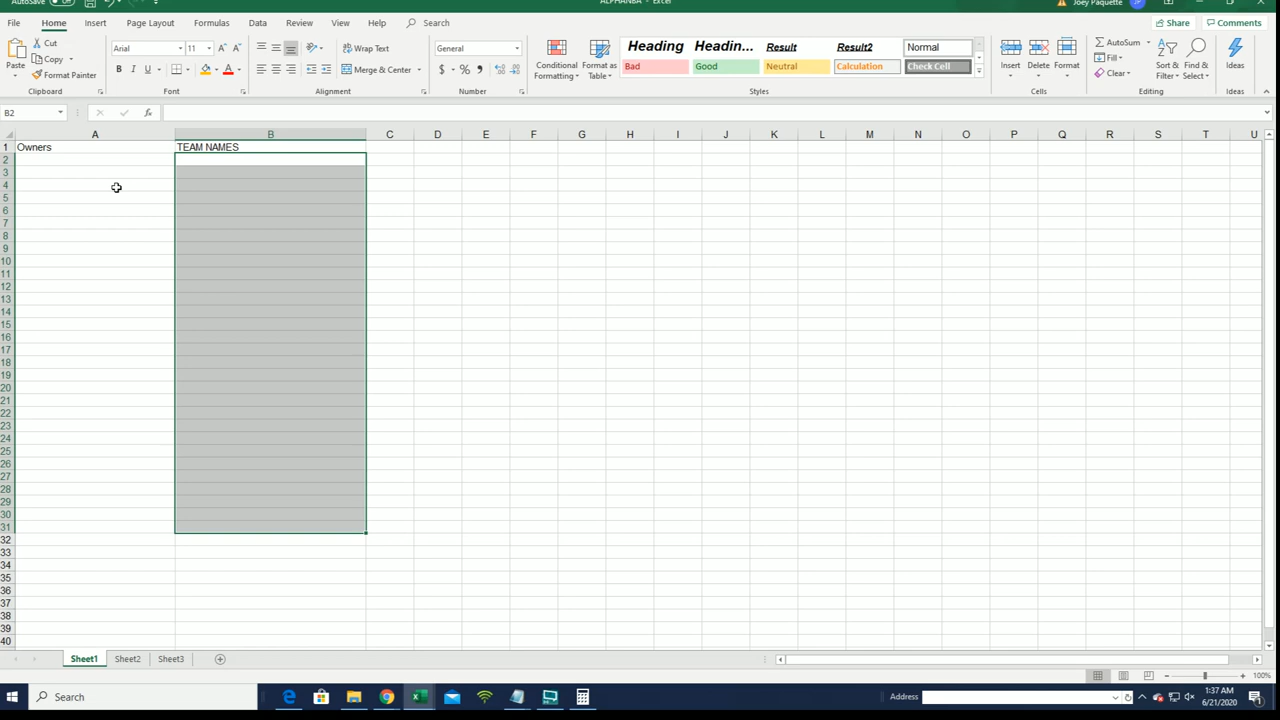 AutoSave Off ALPHANBA - Excel Joey Paquette JP
File Home Insert Page Layout Formulas Data Review View Help Search Share Comments
Paste Cut Copy Format Painter Clipboard
Arial 11 A A B I U A Font
Wrap Text Merge & Center Alignment
General $ % , Number
Conditional Formatting Format as Table
Heading Headin... Result Result2 Normal
Bad Good Neutral Calculation Check Cell
Styles
Insert Delete Format Cells
AutoSum Fill Clear Sort & Filter Find & Select Editing
Ideas Ideas
B2 fx
A B C D E F G H I J K L M N O P Q R S T U
1 Owners TEAM NAMES
2
3
4
5
6
7
8
9
10
11
12
13
14
15
16
17
18
19
20
21
22
23
24
25
26
27
28
29
30
31
32
33
34
35
36
37
38
39
40
Sheet1 Sheet2 Sheet3
100%
Search Address 1:37 AM
6/21/2020 1